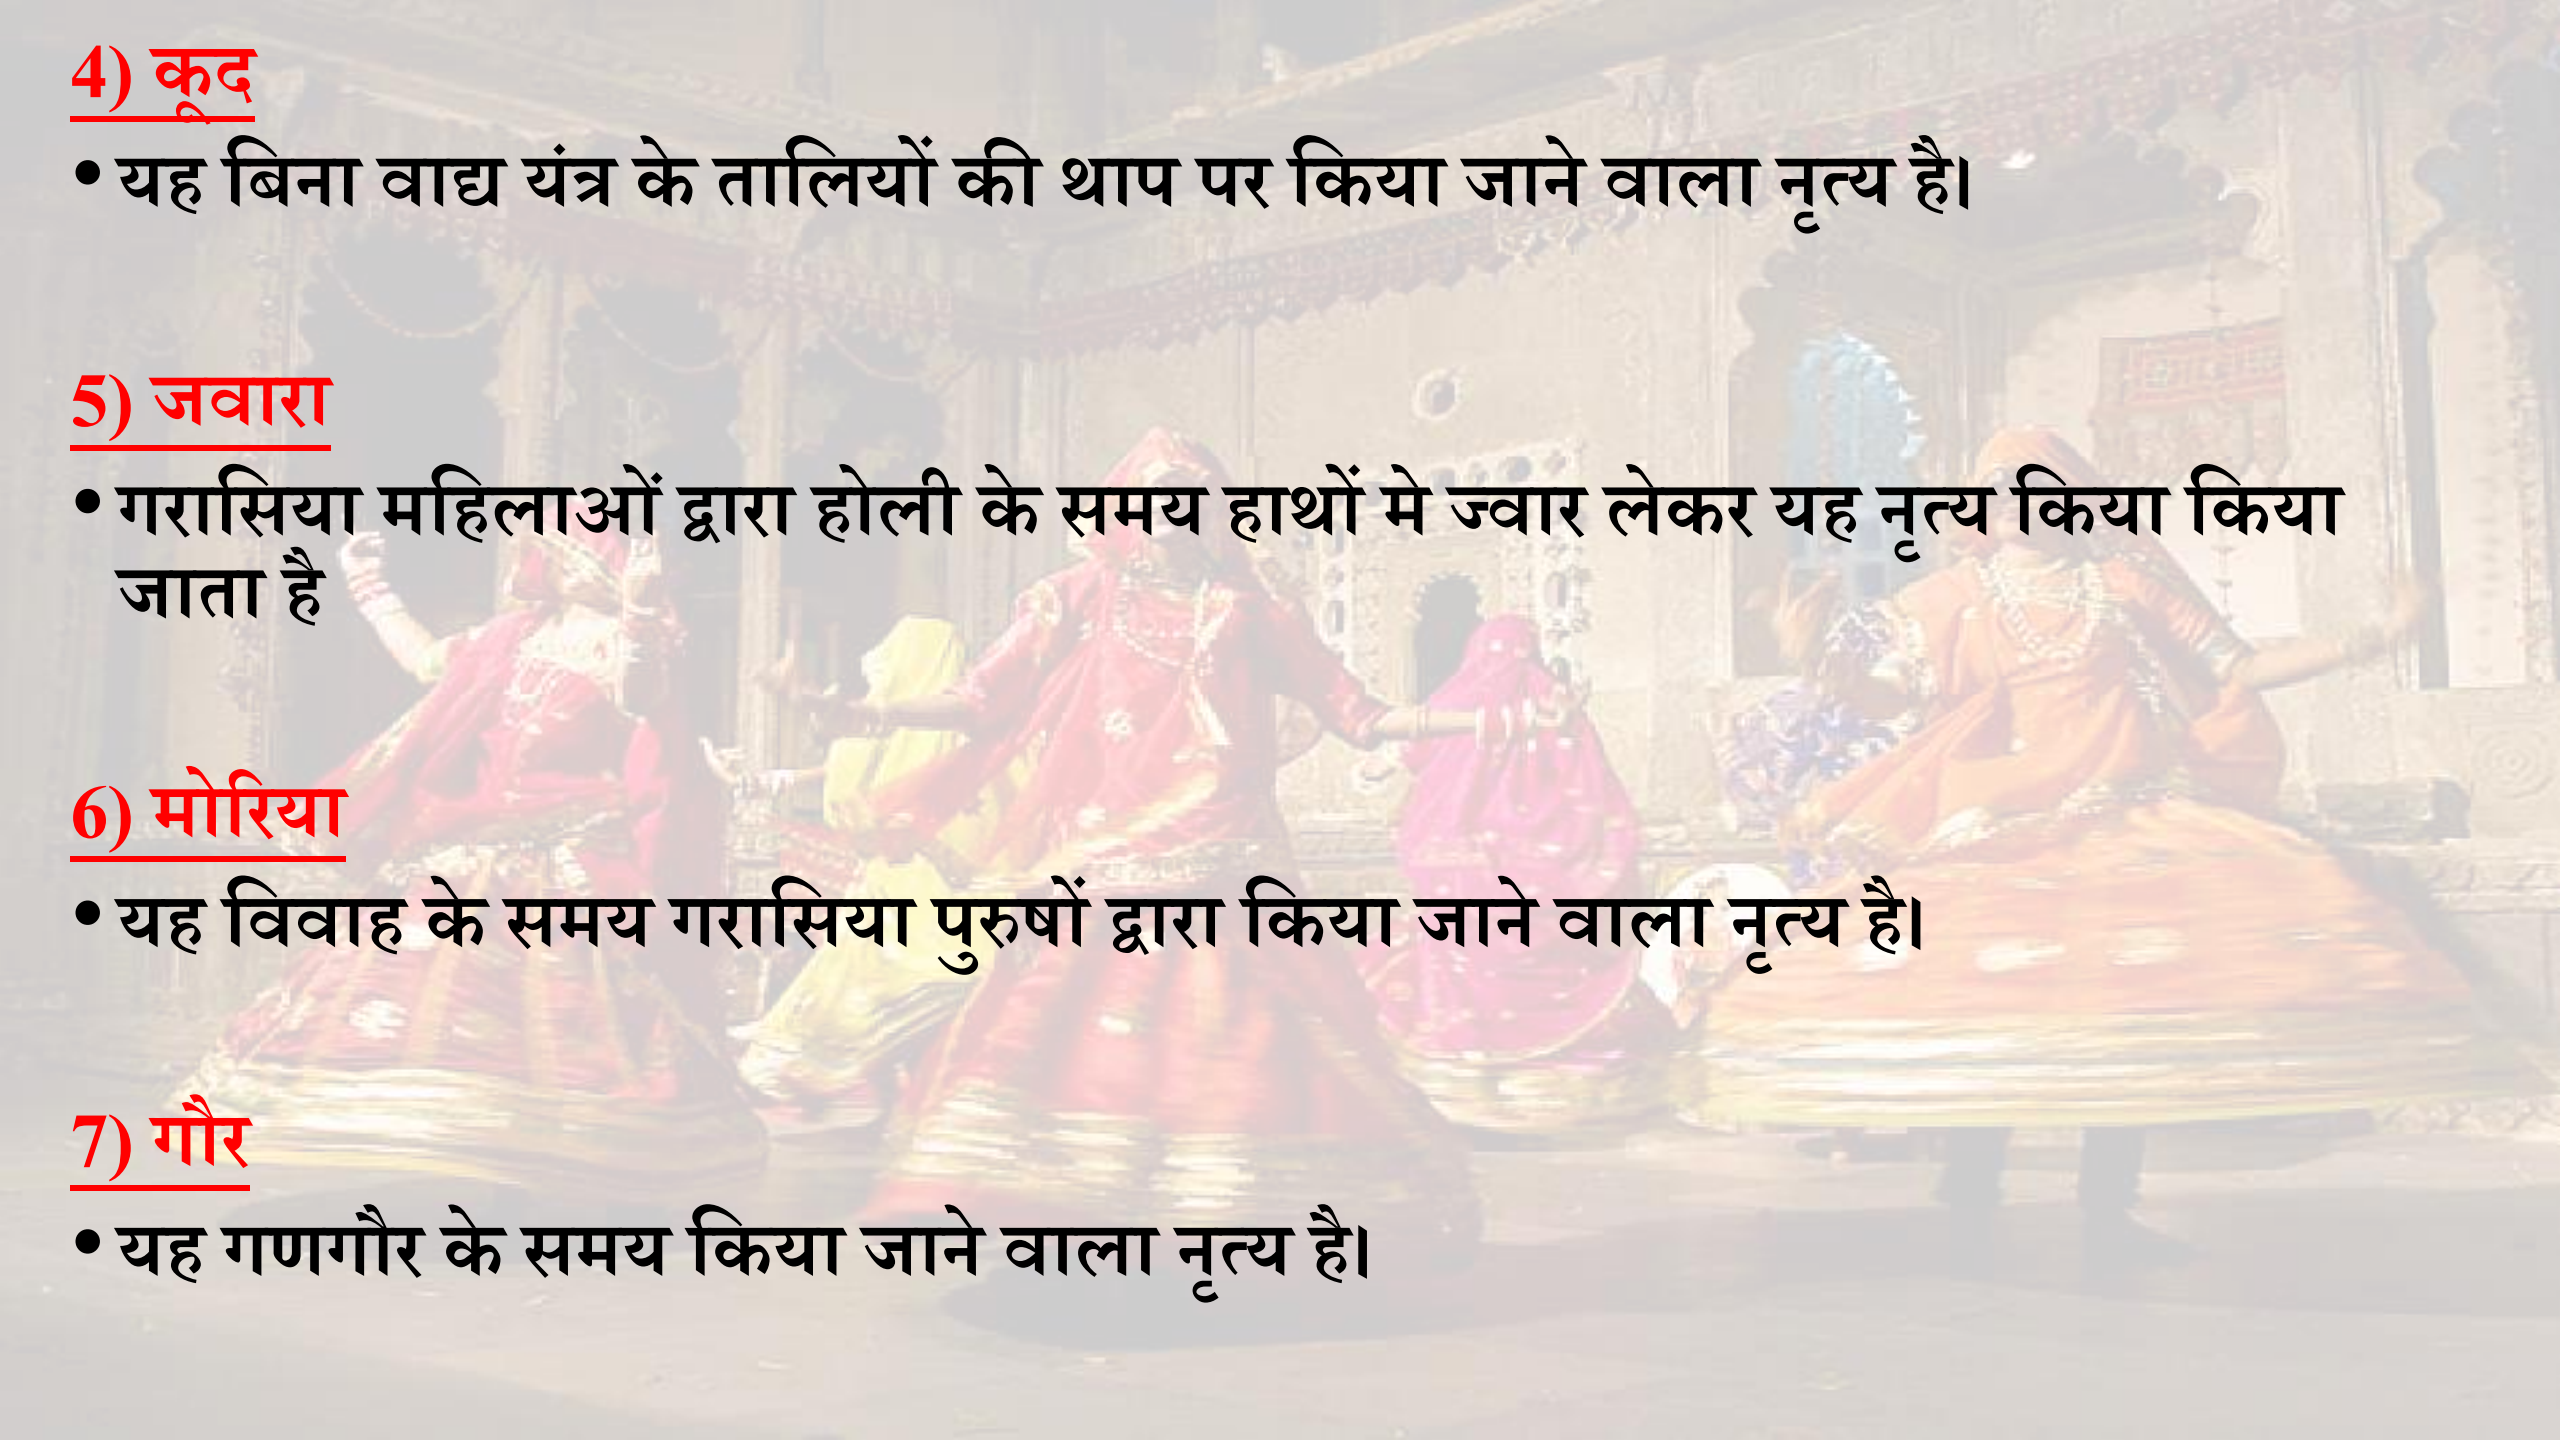 4) कूद
• यह बिना वाद्य यंत्र के तालियों की थाप पर किया जाने वाला नृत्य है।
5) जवारा
• गरासिया महिलाओं द्वारा होली के समय हाथों मे ज्वार लेकर यह नृत्य किया किया
जाता है
6) मोरिया
• यह विवाह के समय गरासिया पुरुषों द्वारा किया जाने वाला नृत्य है।
7) गौर
• यह गणगौर के समय किया जाने वाला नृत्य है।